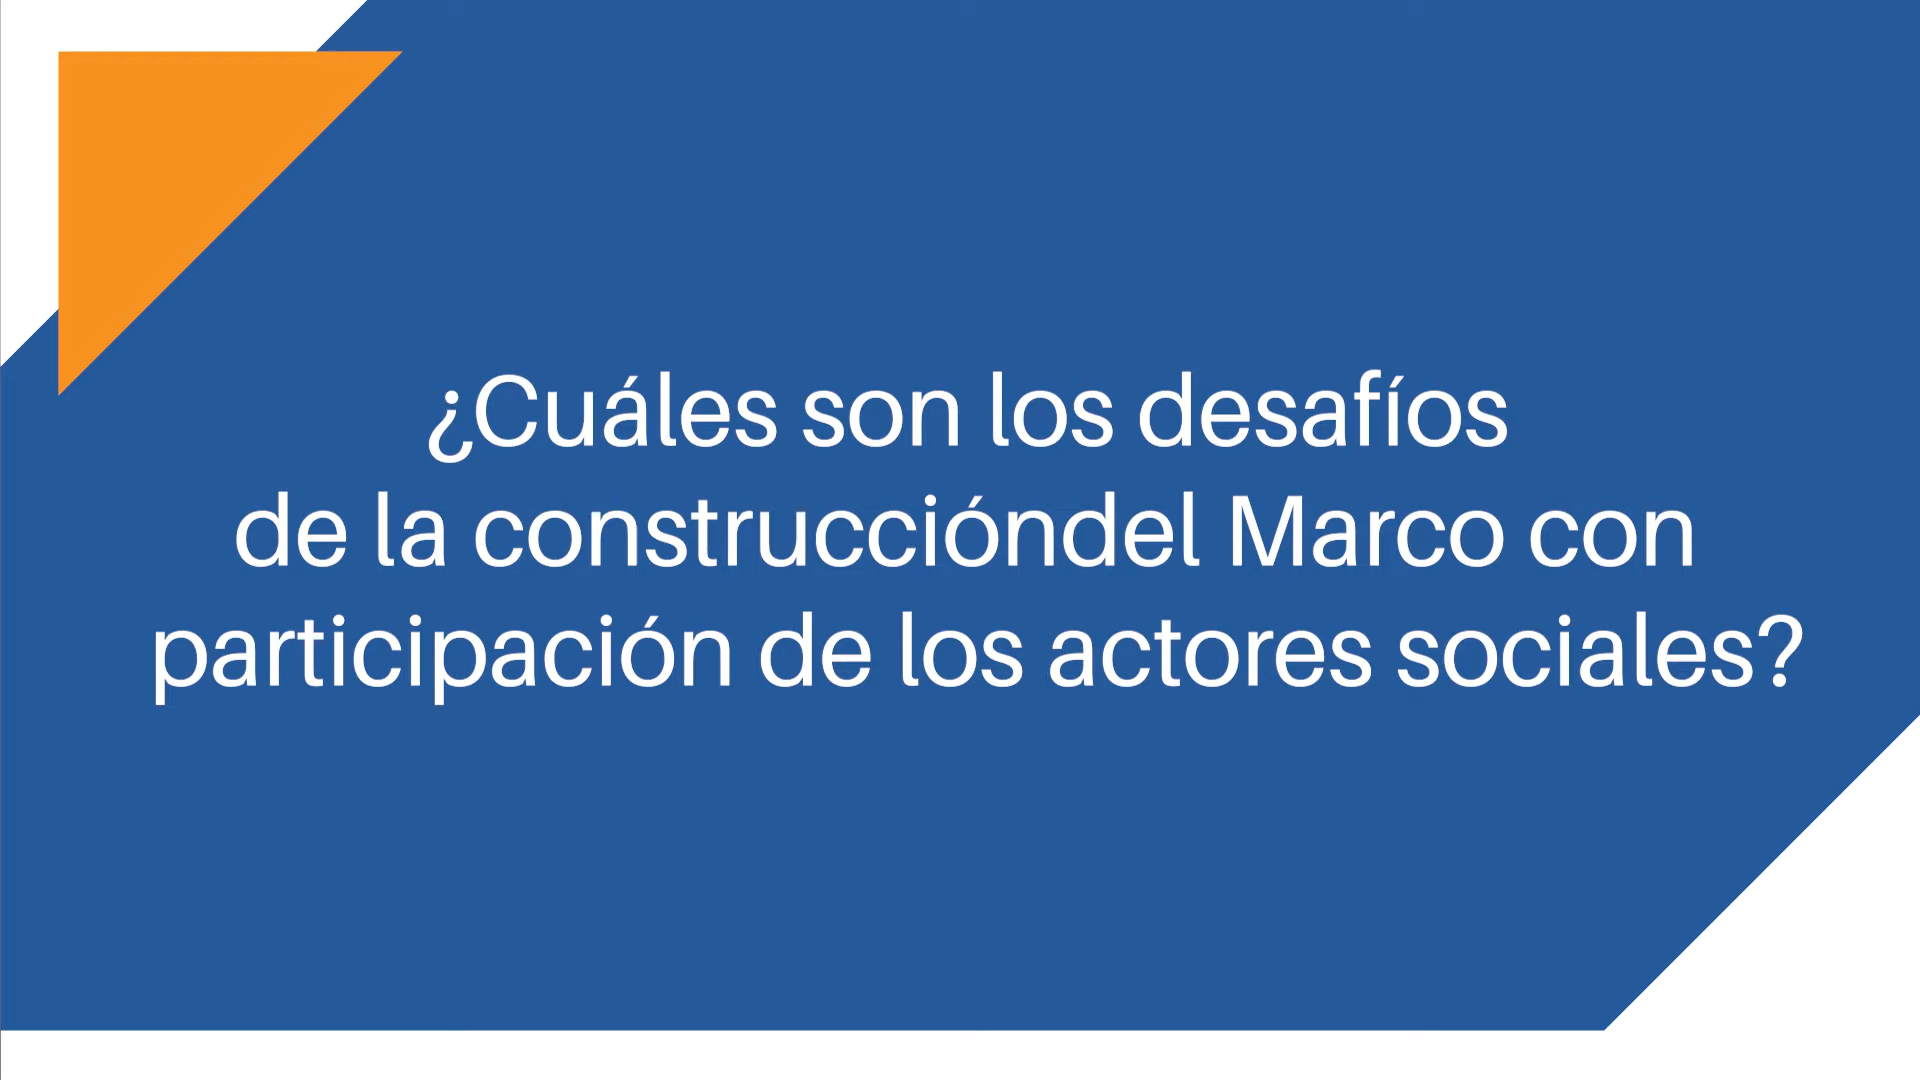 ¿Cuáles son los desafíos
de la construccióndel Marco con
participación de los actores sociales?